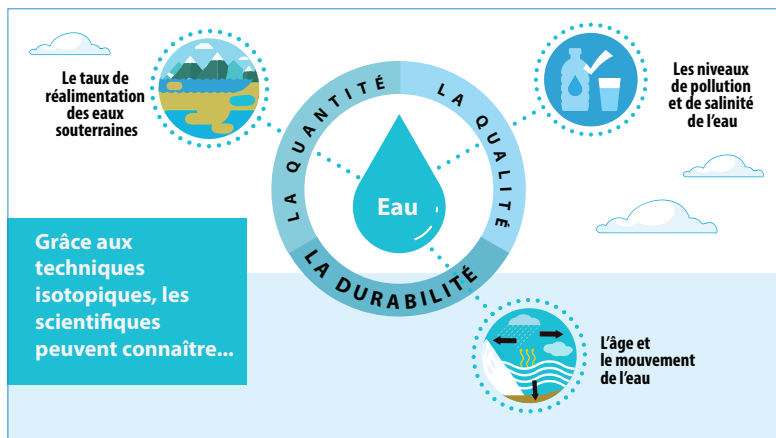 Le taux de
réalimentation
des eaux
souterraines
LA QUANTITÉ
LA QUALITÉ
Les niveaux
de pollution
et de salinité
de l’eau
Eau
LA DURABILITÉ
Grâce aux
techniques
isotopiques, les
scientifiques
peuvent connaître...
L’âge et
le mouvement
de l’eau